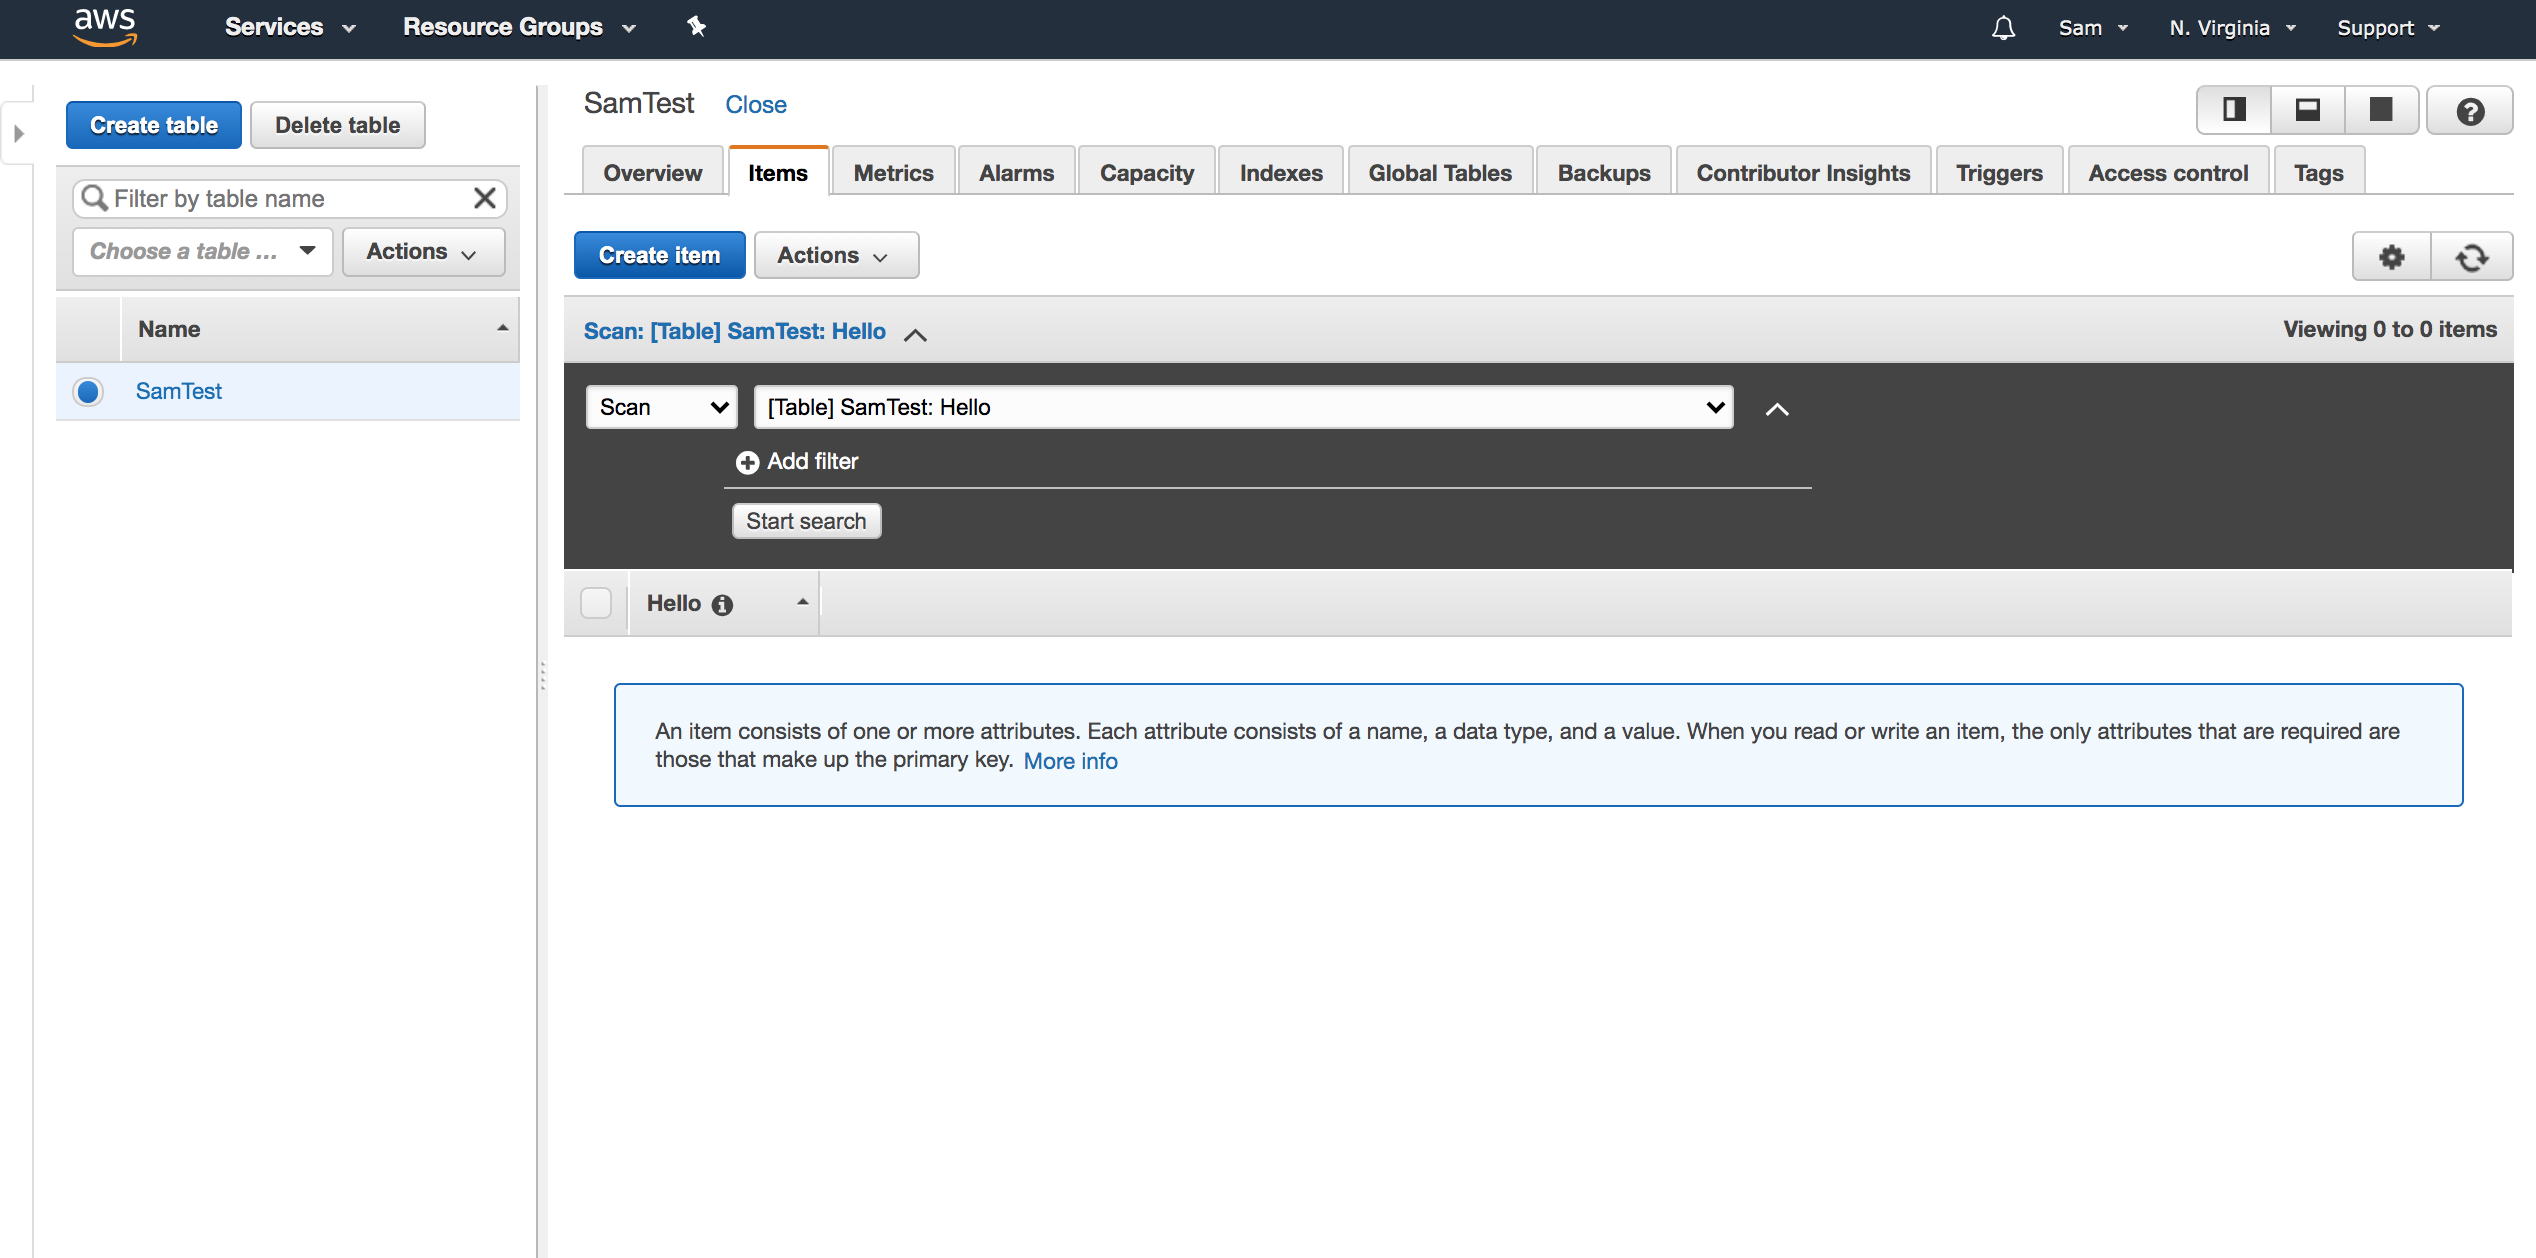 aws Services Resource Groups Sam N. Virginia Support
Create table Delete table
Filter by table name
Choose a table ... Actions
Name
SamTest
SamTest Close
Overview Items Metrics Alarms Capacity Indexes Global Tables Backups Contributor Insights Triggers Access control Tags
Create item Actions
Scan: [Table] SamTest: Hello Viewing 0 to 0 items
Scan [Table] SamTest: Hello
Add filter
Start search
Hello
An item consists of one or more attributes. Each attribute consists of a name, a data type, and a value. When you read or write an item, the only attributes that are required are
those that make up the primary key. More info